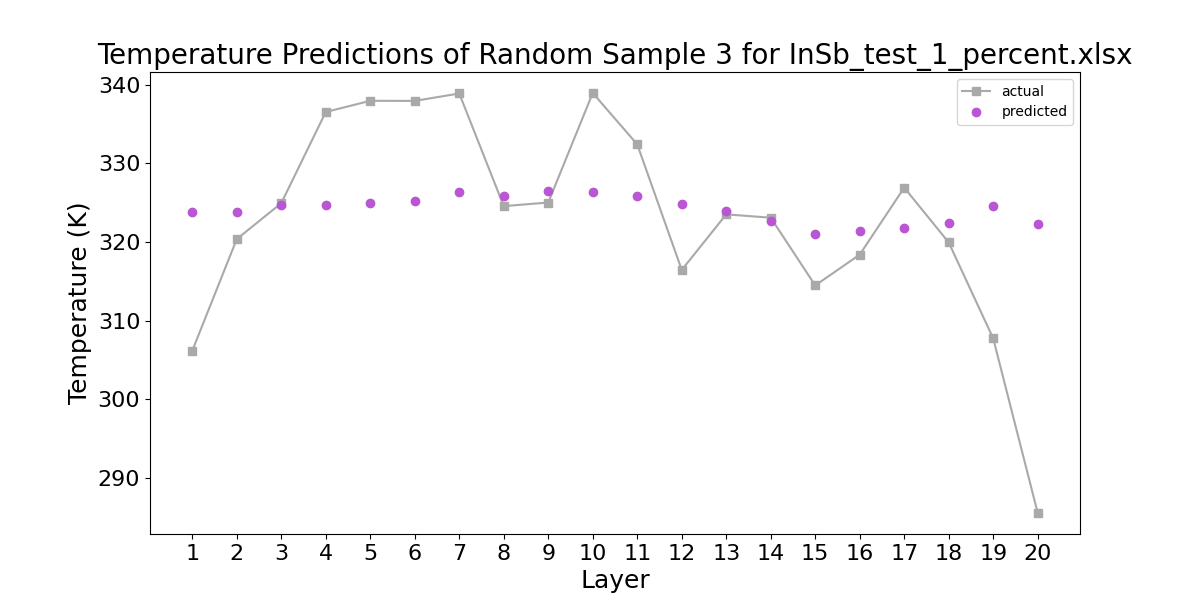 Temperature Predictions of Random Sample 3 for InSb_test_1_percent.xlsx
340
330
320
310
300
290
Temperature (K)
actual
predicted
1 2 3 4 5 6 7 8 9 10 11 12 13 14 15 16 17 18 19 20
Layer